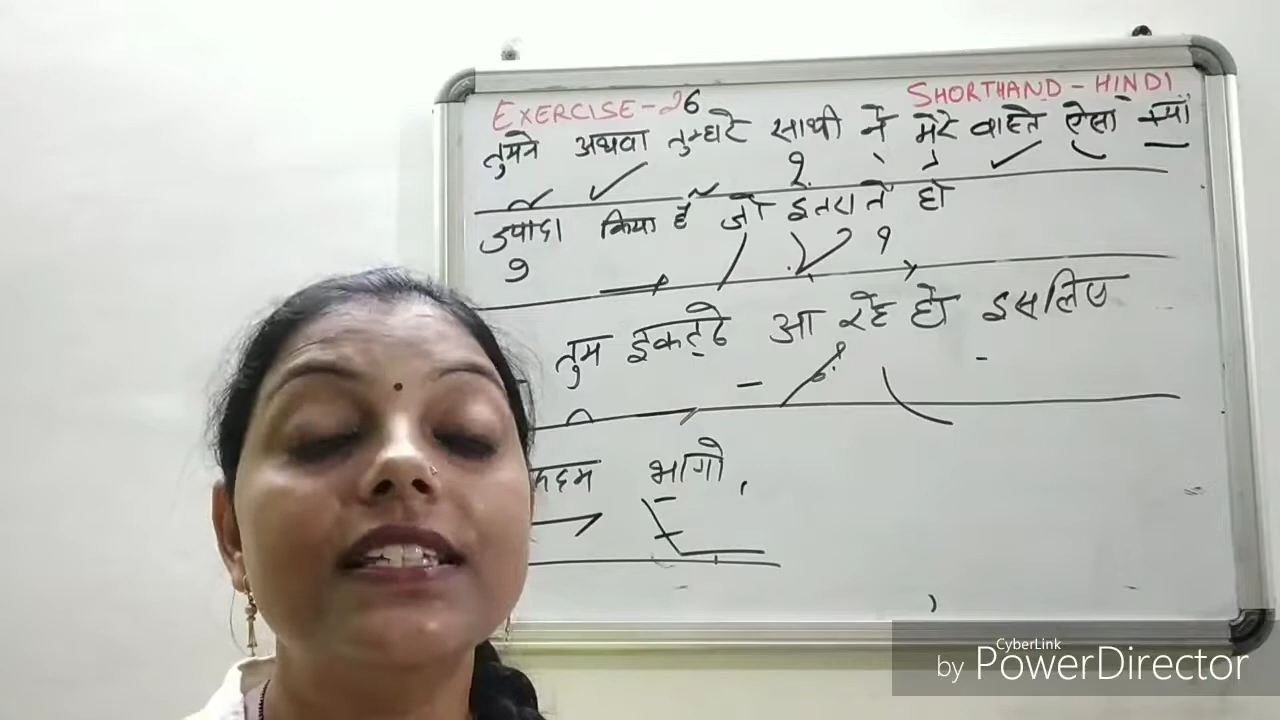 EXERCISE-26 SHORTHAND-HINDI
तुमने अथवा तुम्हारे साथी ने मेरे वास्ते ऐसा क्या
ज्यादा किया है जो इतराते हो
तुम इकट्ठे आ रहे हो इसलिए
कदम भागो,
CyberLink
by PowerDirector